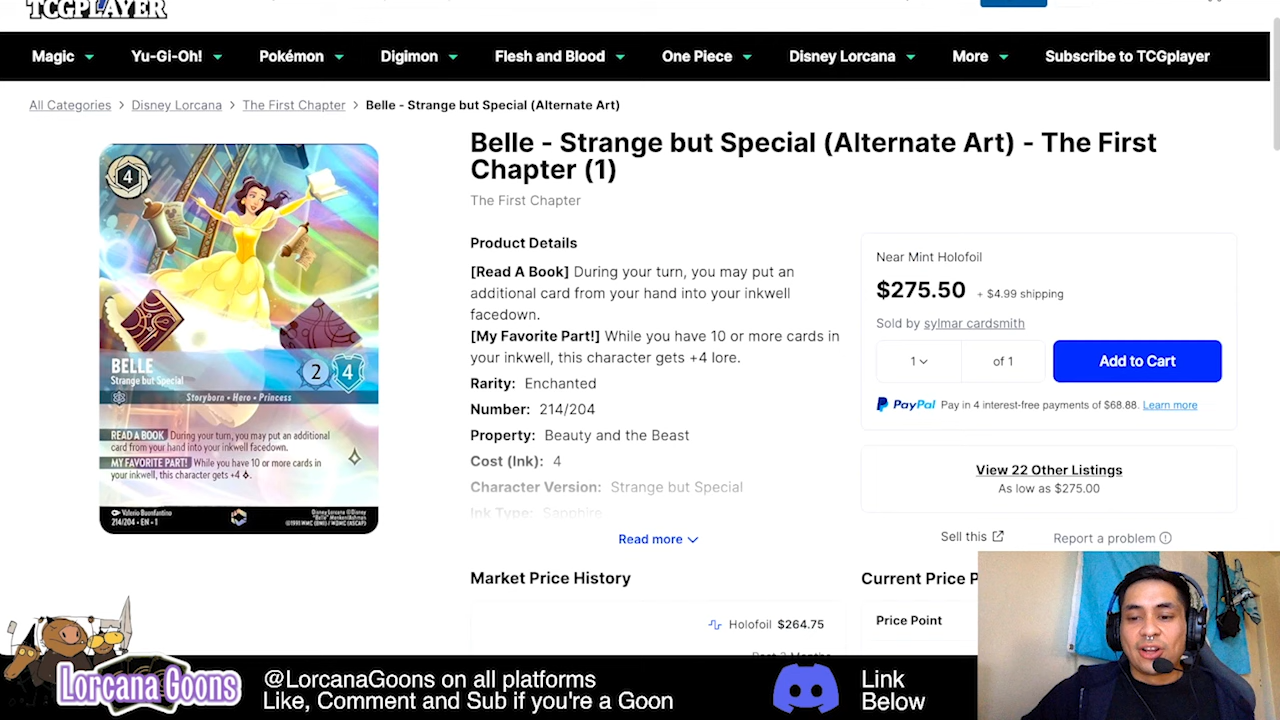 TCGPLAYER
Magic Yu-Gi-Oh! Pokémon Digimon Flesh and Blood One Piece Disney Lorcana More Subscribe to TCGplayer
All Categories > Disney Lorcana > The First Chapter > Belle - Strange but Special (Alternate Art)
Belle - Strange but Special (Alternate Art) - The First
Chapter (1)
The First Chapter
Product Details
[Read A Book] During your turn, you may put an
additional card from your hand into your inkwell
facedown.
[My Favorite Part!] While you have 10 or more cards in
your inkwell, this character gets +4 lore.
Rarity: Enchanted
Number: 214/204
Property: Beauty and the Beast
Cost (Ink): 4
Character Version: Strange but Special
Ink Type: Sapphire
Read more
Near Mint Holofoil
$275.50 + $4.99 shipping
Sold by sylmar cardsmith
1 of 1
Add to Cart
PayPal Pay in 4 interest-free payments of $68.88. Learn more
View 22 Other Listings
As low as $275.00
Sell this
Report a problem
4
BELLE
Strange but Special
2 4
Storyborn • Hero • Princess
READ A BOOK During your turn, you may put an additional
card from your hand into your inkwell facedown.
MY FAVORITE PART! While you have 10 or more cards in
your inkwell, this character gets +4
Valerio Buonfantino
214/204 • EN • 1
Market Price History
Holofoil $264.75
Past 3 Months
Current Price P
Price Point
Lorcana Goons
@LorcanaGoons on all platforms
Like, Comment and Sub if you're a Goon
Link
Below